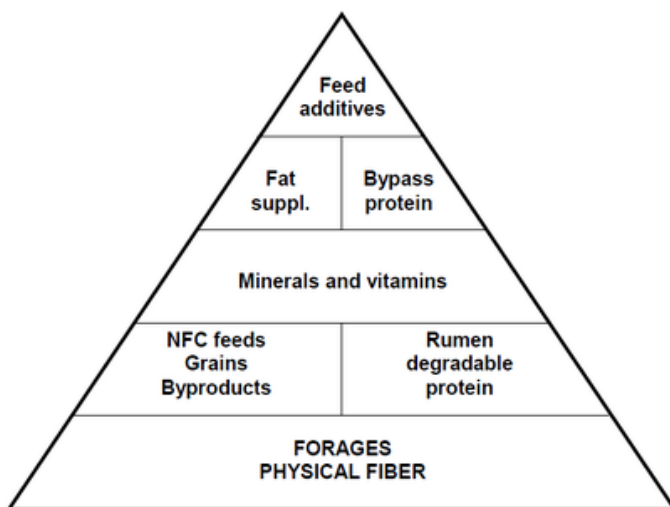 Feed
additives
Fat
suppl.
Bypass
protein
Minerals and vitamins
NFC feeds
Grains
Byproducts
Rumen
degradable
protein
FORAGES
PHYSICAL FIBER